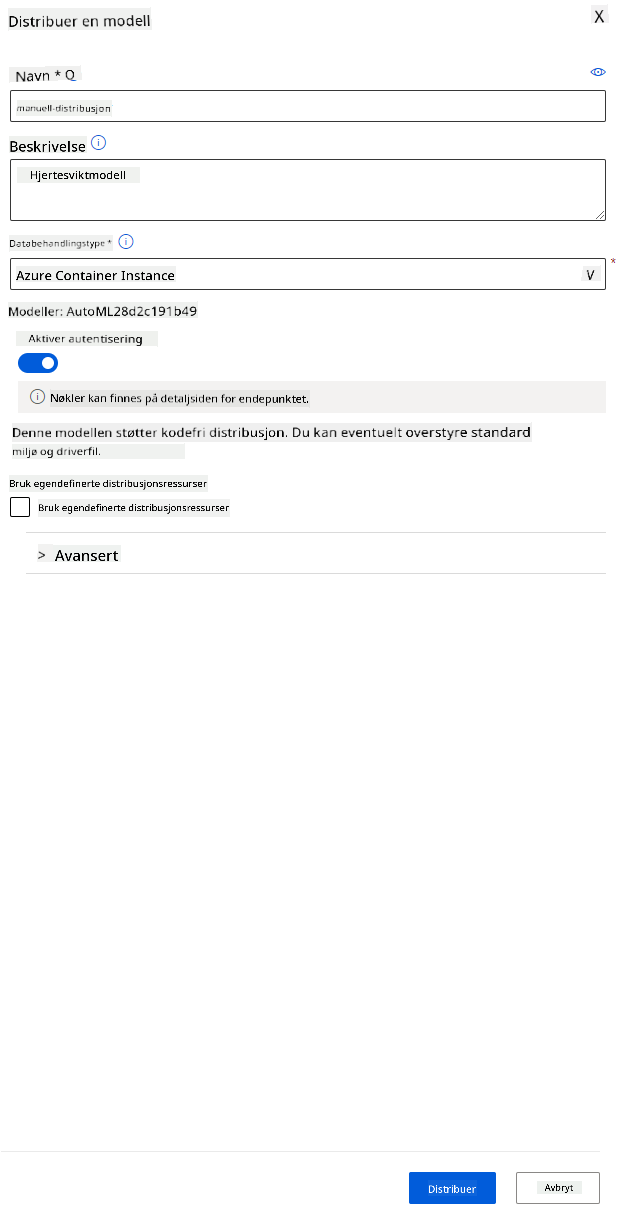 Distribuer en modell
X
Navn *
manuell-distribusjon
Beskrivelse
Hjertesviktmodell
Databehandlingstype *
Azure Container Instance
*
Modeller: AutoML28d2c191b49
Aktiver autentisering
Nøkler kan finnes på detaljsiden for endepunktet.
Denne modellen støtter kodefri distribusjon. Du kan eventuelt overstyre standard
miljø og driverfil.
Bruk egendefinerte distribusjonsressurser
Bruk egendefinerte distribusjonsressurser
> Avansert
Distribuer
Avbryt